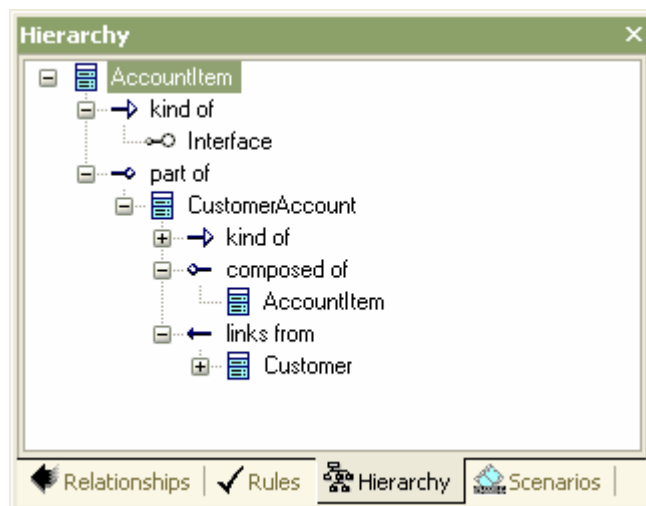 Hierarchy
AccountItem
kind of
Interface
part of
CustomerAccount
kind of
composed of
AccountItem
links from
Customer
Relationships Rules Hierarchy Scenarios